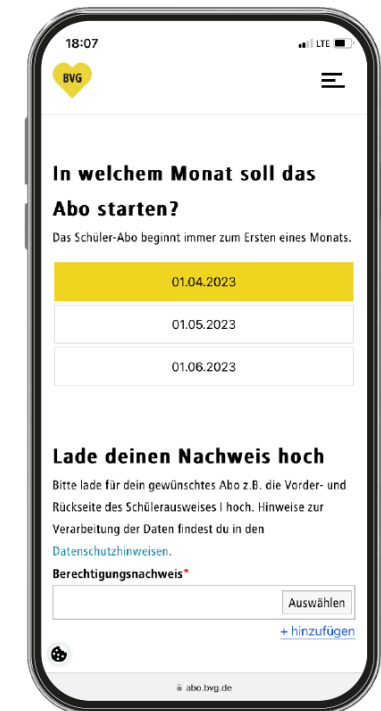 18:07
LTE
BVG
In welchem Monat soll das
Abo starten?
Das Schüler-Abo beginnt immer zum Ersten eines Monats.
01.04.2023
01.05.2023
01.06.2023
Lade deinen Nachweis hoch
Bitte lade für dein gewünschtes Abo z.B. die Vorder- und
Rückseite des Schülerausweises I hoch. Hinweise zur
Verarbeitung der Daten findest du in den
Datenschutzhinweisen.
Berechtigungsnachweis*
Auswählen
+ hinzufügen
abo.bvg.de